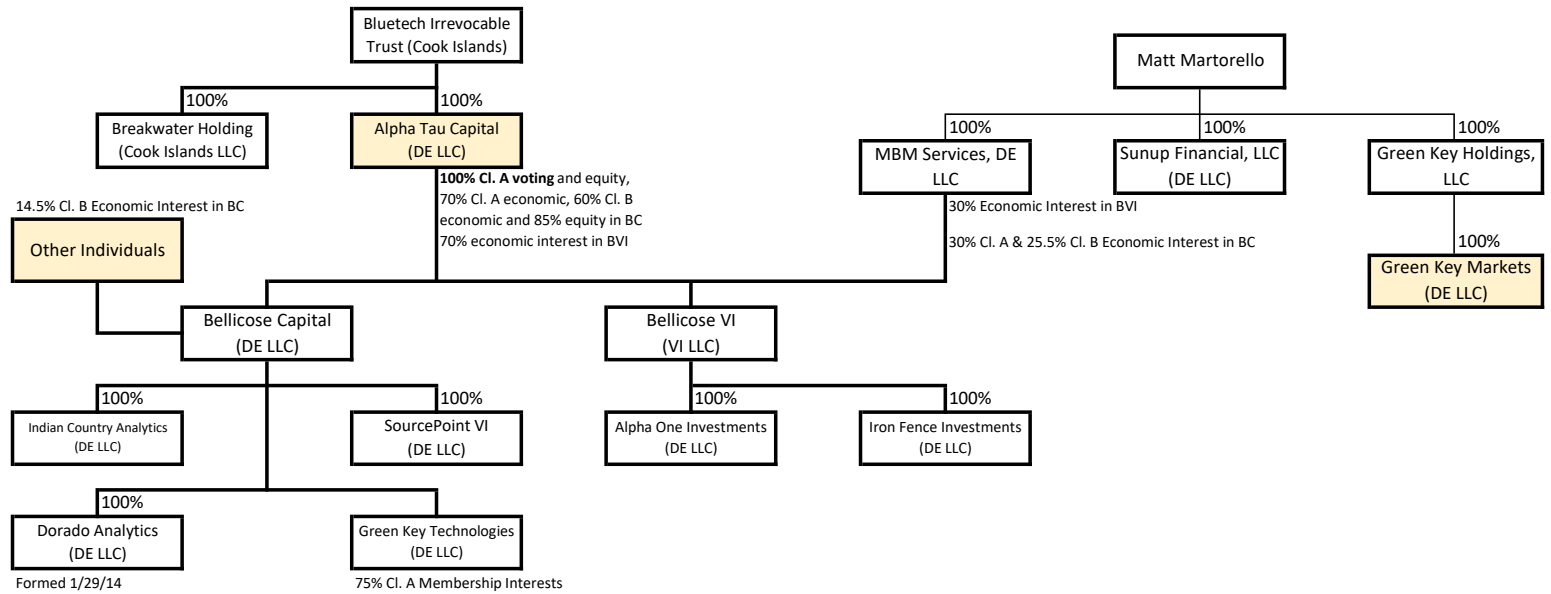 Bluetech Irrevocable
Trust (Cook Islands)
Matt Martorello
100%
100%
Breakwater Holding
(Cook Islands LLC)
Alpha Tau Capital
(DE LLC)
100%
100%
100%
MBM Services, DE
LLC
Sunup Financial, LLC
(DE LLC)
Green Key Holdings,
LLC
100% Cl. A voting and equity,
70% Cl. A economic, 60% Cl. B
economic and 85% equity in BC
70% economic interest in BVI
14.5% Cl. B Economic Interest in BC
Other Individuals
30% Economic Interest in BVI
30% Cl. A & 25.5% Cl. B Economic Interest in BC
100%
Green Key Markets
(DE LLC)
Bellicose Capital
(DE LLC)
Bellicose VI
(VI LLC)
100%
100%
100%
100%
Indian Country Analytics
(DE LLC)
SourcePoint VI
(DE LLC)
Alpha One Investments
(DE LLC)
Iron Fence Investments
(DE LLC)
100%
Dorado Analytics
(DE LLC)
Green Key Technologies
(DE LLC)
Formed 1/29/14
75% Cl. A Membership Interests